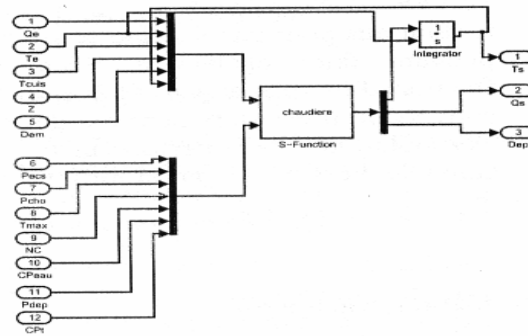 1
Qe
2
Te
3
Tcuis
4
Z
5
Dem
6
Pecs
7
Pcho
8
Tmax
9
NC
10
CPeau
11
Pdep
12
CPt
chaudiere
S-Function
1
s
Integrator
1
Ts
2
Qs
3
Dep